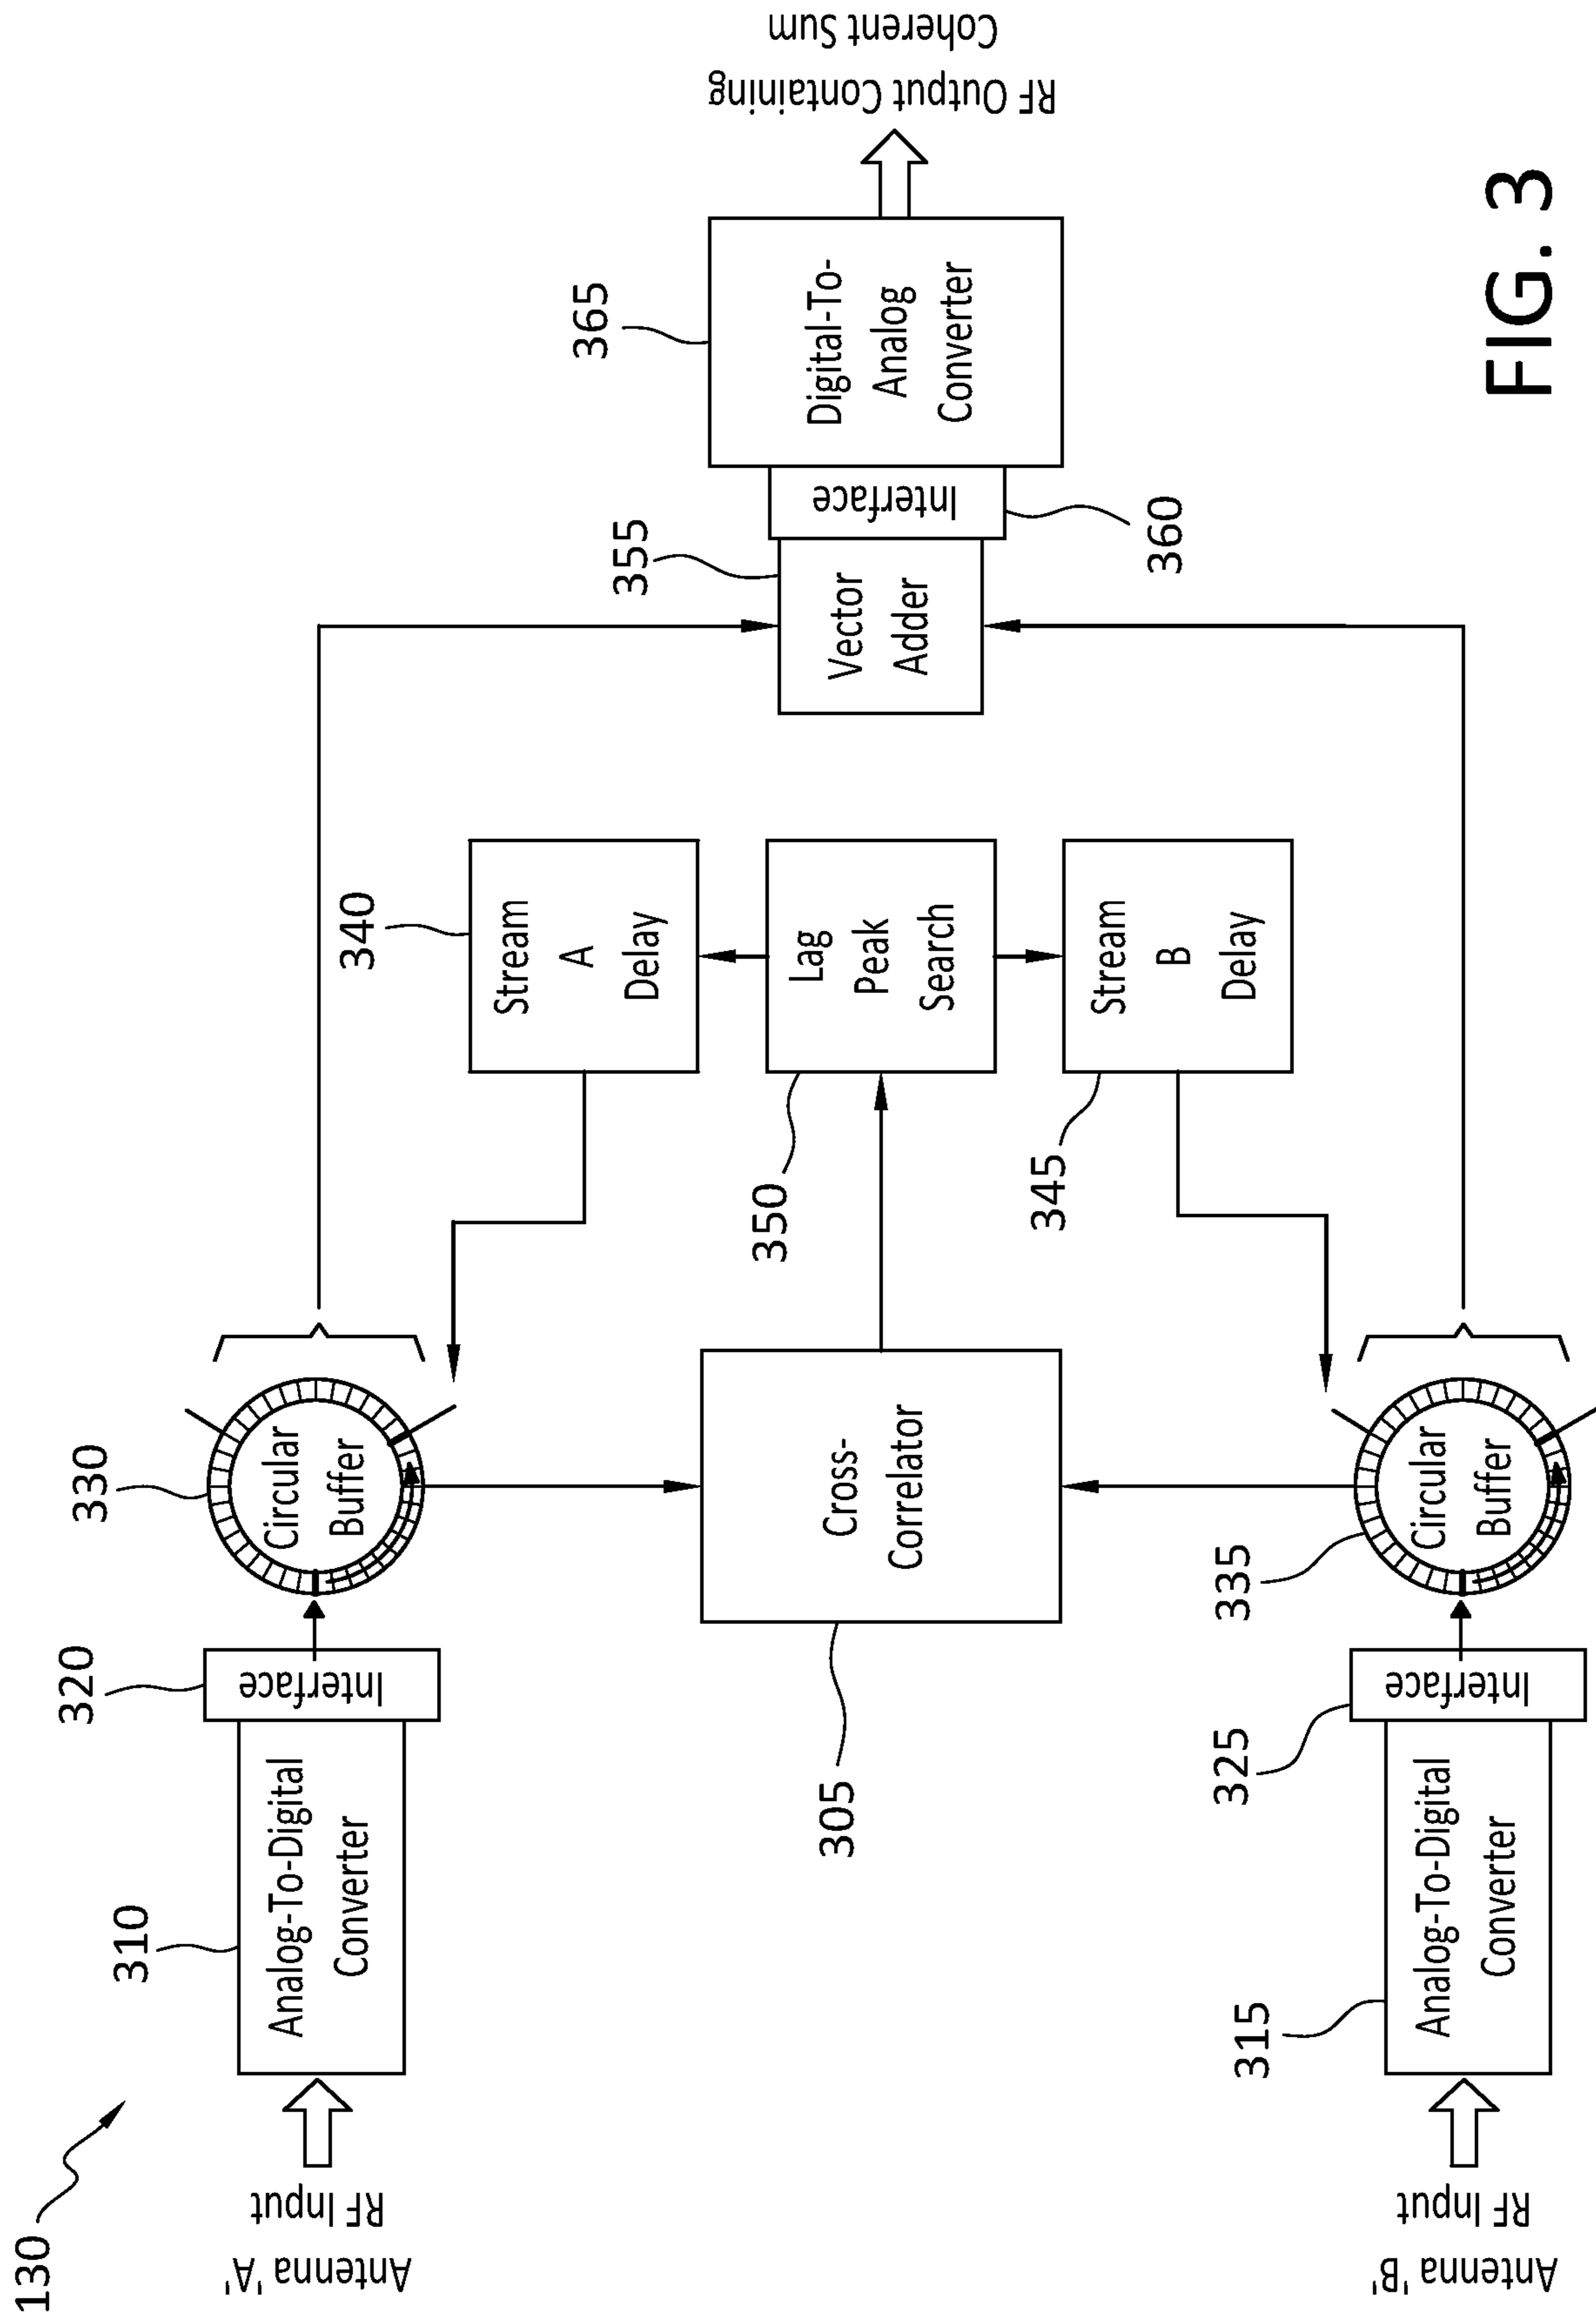 130
RF Input
Antenna 'A'
310
Analog-To-Digital
Converter
320
Interface
330
Circular
Buffer
340
Stream
A
Delay
350
Lag
Peak
Search
345
Stream
B
Delay
305
Cross-
Correlator
RF Input
Antenna 'B'
315
Analog-To-Digital
Converter
325
Interface
335
Circular
Buffer
355
Vector
Adder
Interface
360
365
Digital-To-
Analog
Converter
RF Output Containing
Coherent Sum
FIG. 3